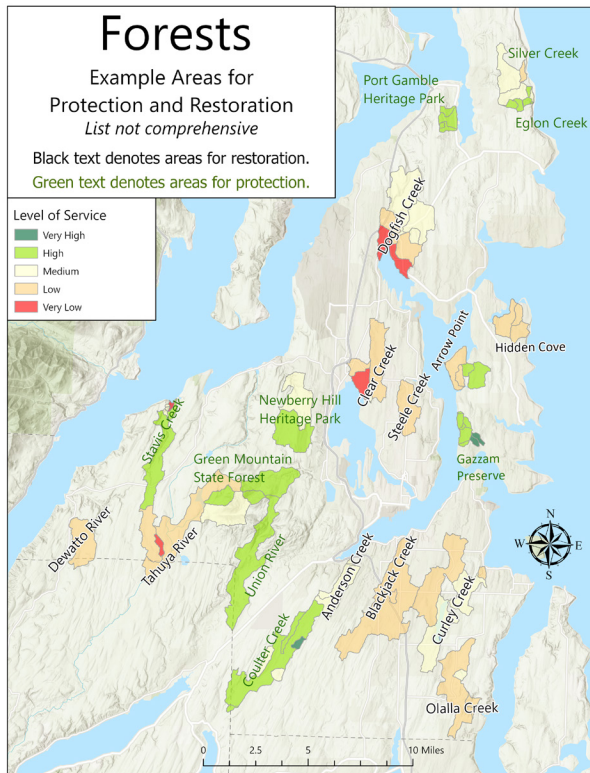 Forests
Example Areas for
Protection and Restoration
List not comprehensive
Black text denotes areas for restoration.
Green text denotes areas for protection.
Level of Service
Very High
High
Medium
Low
Very Low
Silver Creek
Port Gamble
Heritage Park
Eglon Creek
Dogfish Creek
Hidden Cove
Arrow Point
Clear Creek
Steele Creek
Newberry Hill
Heritage Park
Stavis Creek
Green Mountain
State Forest
Gazzam
Preserve
Dewatto River
Tahuya River
Union River
Anderson Creek
Blackjack Creek
Curley Creek
Coulter Creek
Olalla Creek
N
W
E
S
0
2.5
5
10 Miles